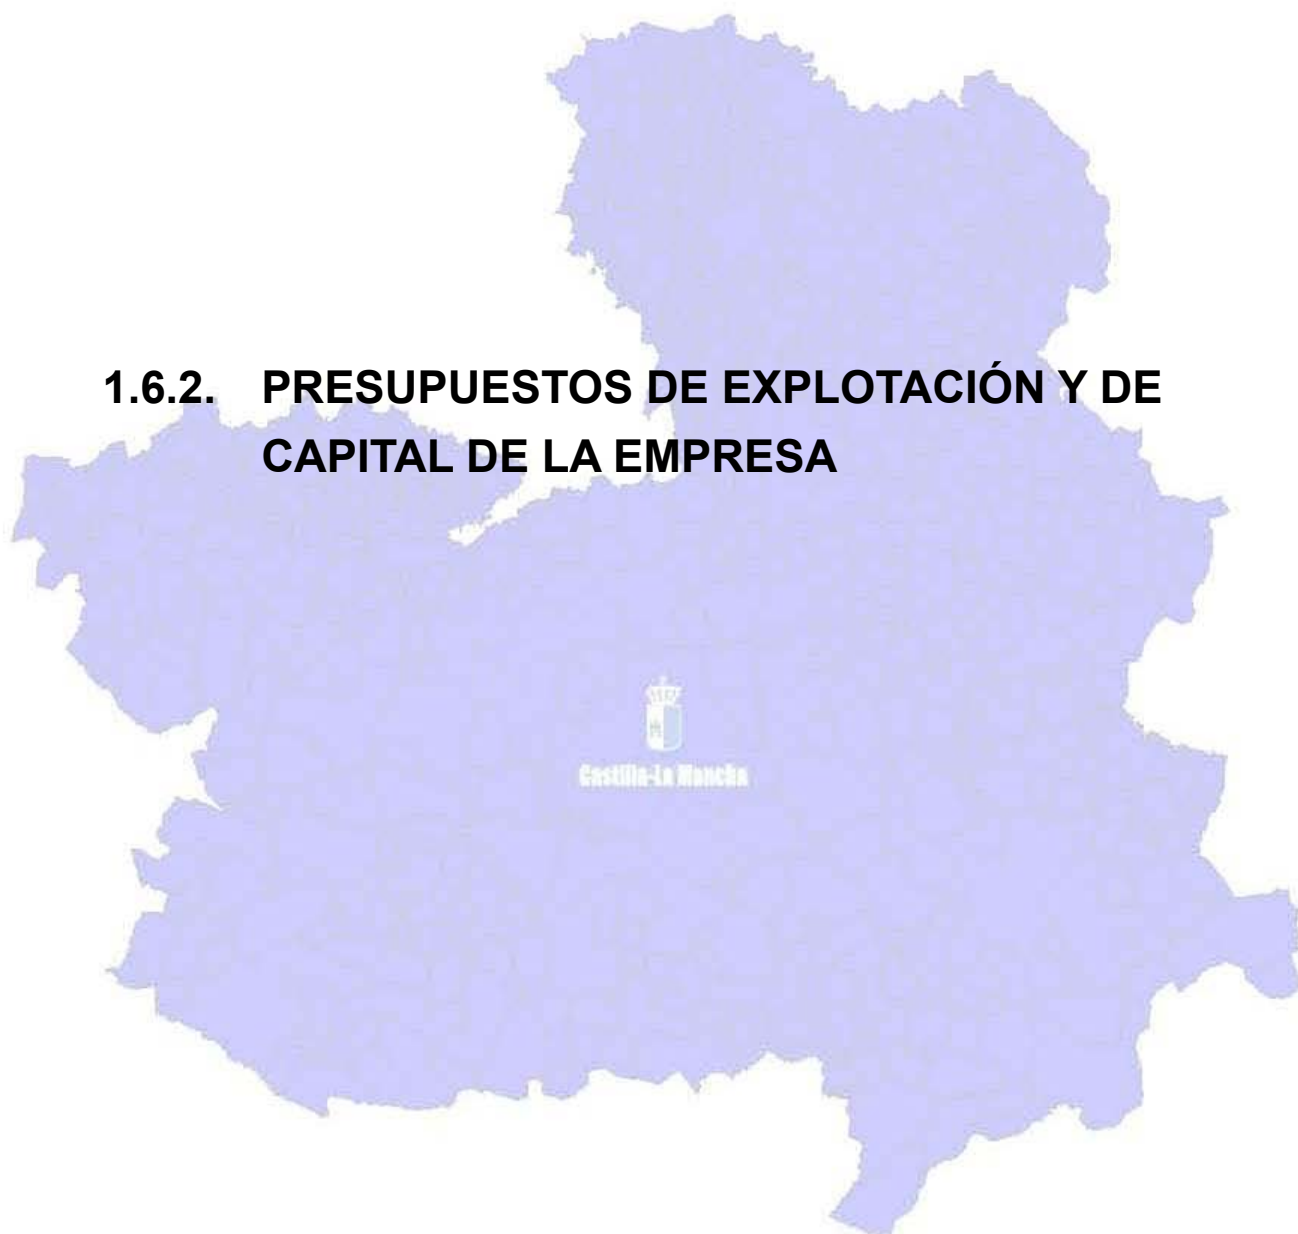 1.6.2. PRESUPUESTOS DE EXPLOTACIÓN Y DE
CAPITAL DE LA EMPRESA
Castilla-La Mancha